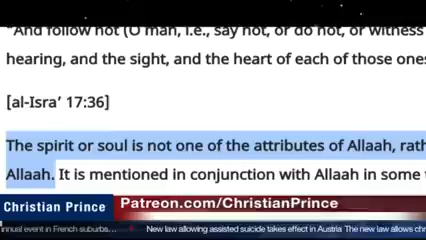 "And follow not (O man, i.e., say not, or do not, or witness
hearing, and the sight, and the heart of each of those ones
[al-Isra’ 17:36]
The spirit or soul is not one of the attributes of Allaah, rath
Allaah. It is mentioned in conjunction with Allaah in some
Christian Prince
Patreon.com/ChristianPrince
annual event in French suburbs...
New law allowing assisted suicide takes effect in Austria The new law allows chr